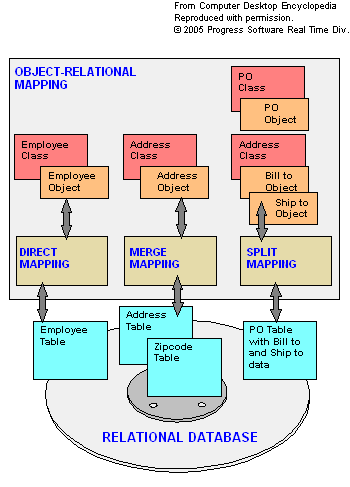 From Computer Desktop Encyclopedia
Reproduced with permission.
© 2005 Progress Software Real Time Div.
OBJECT-RELATIONAL
MAPPING
PO
Class
PO
Object
Employee
Class
Employee
Object
Address
Class
Address
Object
Address
Class
Bill to
Object
Ship to
Object
DIRECT
MAPPING
MERGE
MAPPING
SPLIT
MAPPING
Employee
Table
Address
Table
Zipcode
Table
PO Table
with Bill to
and Ship to
data
RELATIONAL DATABASE